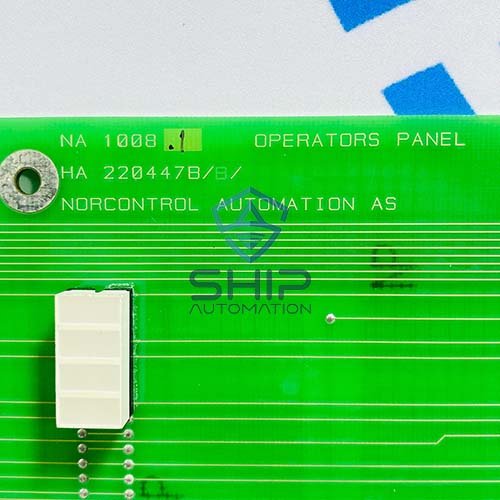 NA 1008 .1 OPERATORS PANEL
HA 220447B/B/
NORCONTROL AUTOMATION AS
SHIP
AUTOMATION